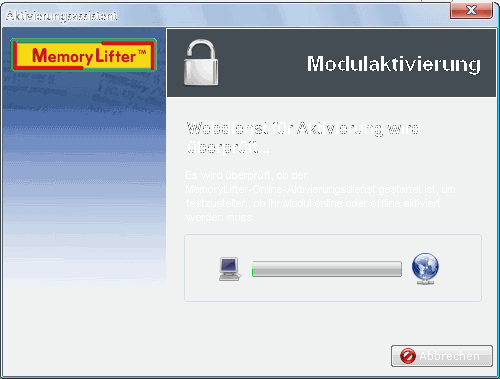 Aktivierungsassistent
MemoryLifter™
Modulaktivierung
Webdienst für Aktivierung wird
überprüft...
Es wird überprüft, ob der
MemoryLifter-Online-Aktivierungsdienst gestartet ist, um
festzustellen, ob Ihr Modul online oder offline aktiviert
werden muss.
Abbrechen